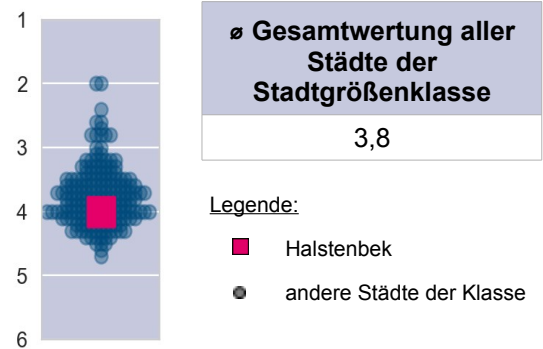 1
2
3
4
5
6
⌀ Gesamtwertung aller
Städte der
Stadtgrößenklasse
3,8
Legende:
Halstenbek
andere Städte der Klasse